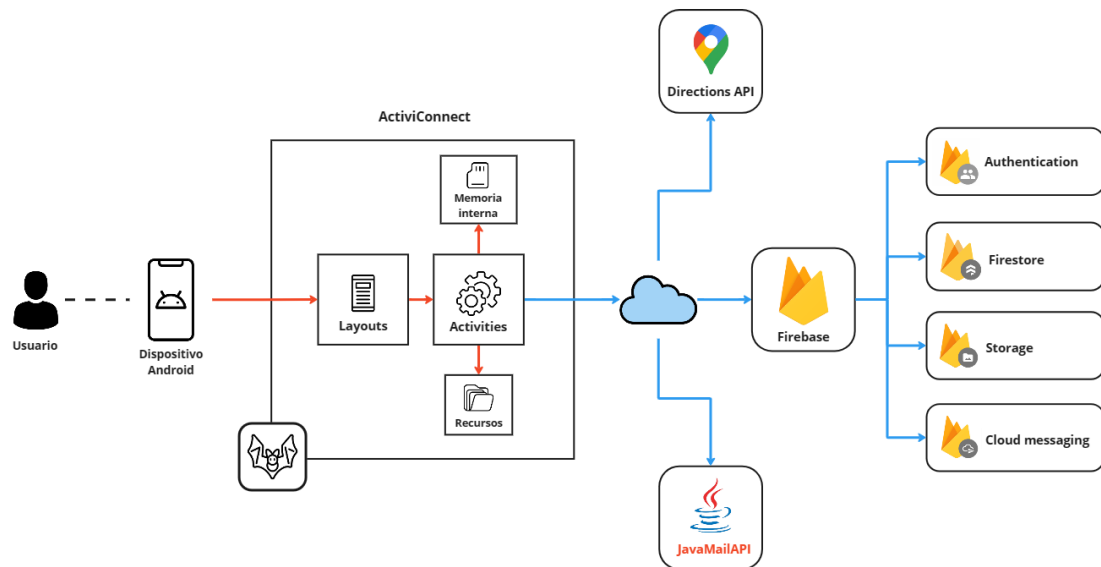 Directions API
ActiviConnect
Memoria
interna
Authentication
Firestore
Layouts
Activities
Firebase
Usuario
Dispositivo
Android
Storage
Recursos
Cloud messaging
JavaMailAPI